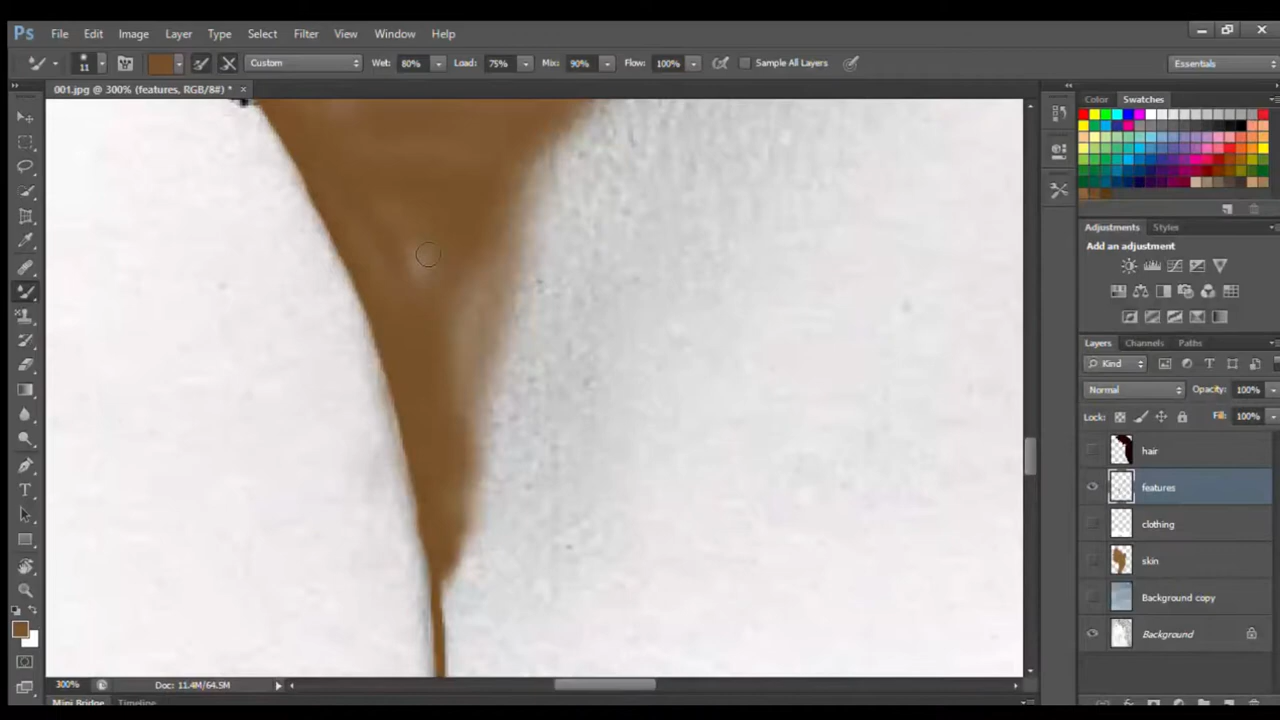 Ps File Edit Image Layer Type Select Filter View Window Help
11 Custom Wet: 80% Load: 75% Mix: 90% Flow: 100% Sample All Layers Essentials
001.jpg @ 300% (features, RGB/8#) * ×
Color Swatches
Adjustments Styles
Add an adjustment
Layers Channels Paths
Kind
Normal Opacity: 100%
Lock: Fill: 100%
hair
features
clothing
skin
Background copy
Background
300% Doc: 11.4M/64.5M
Mini Bridge Timeline